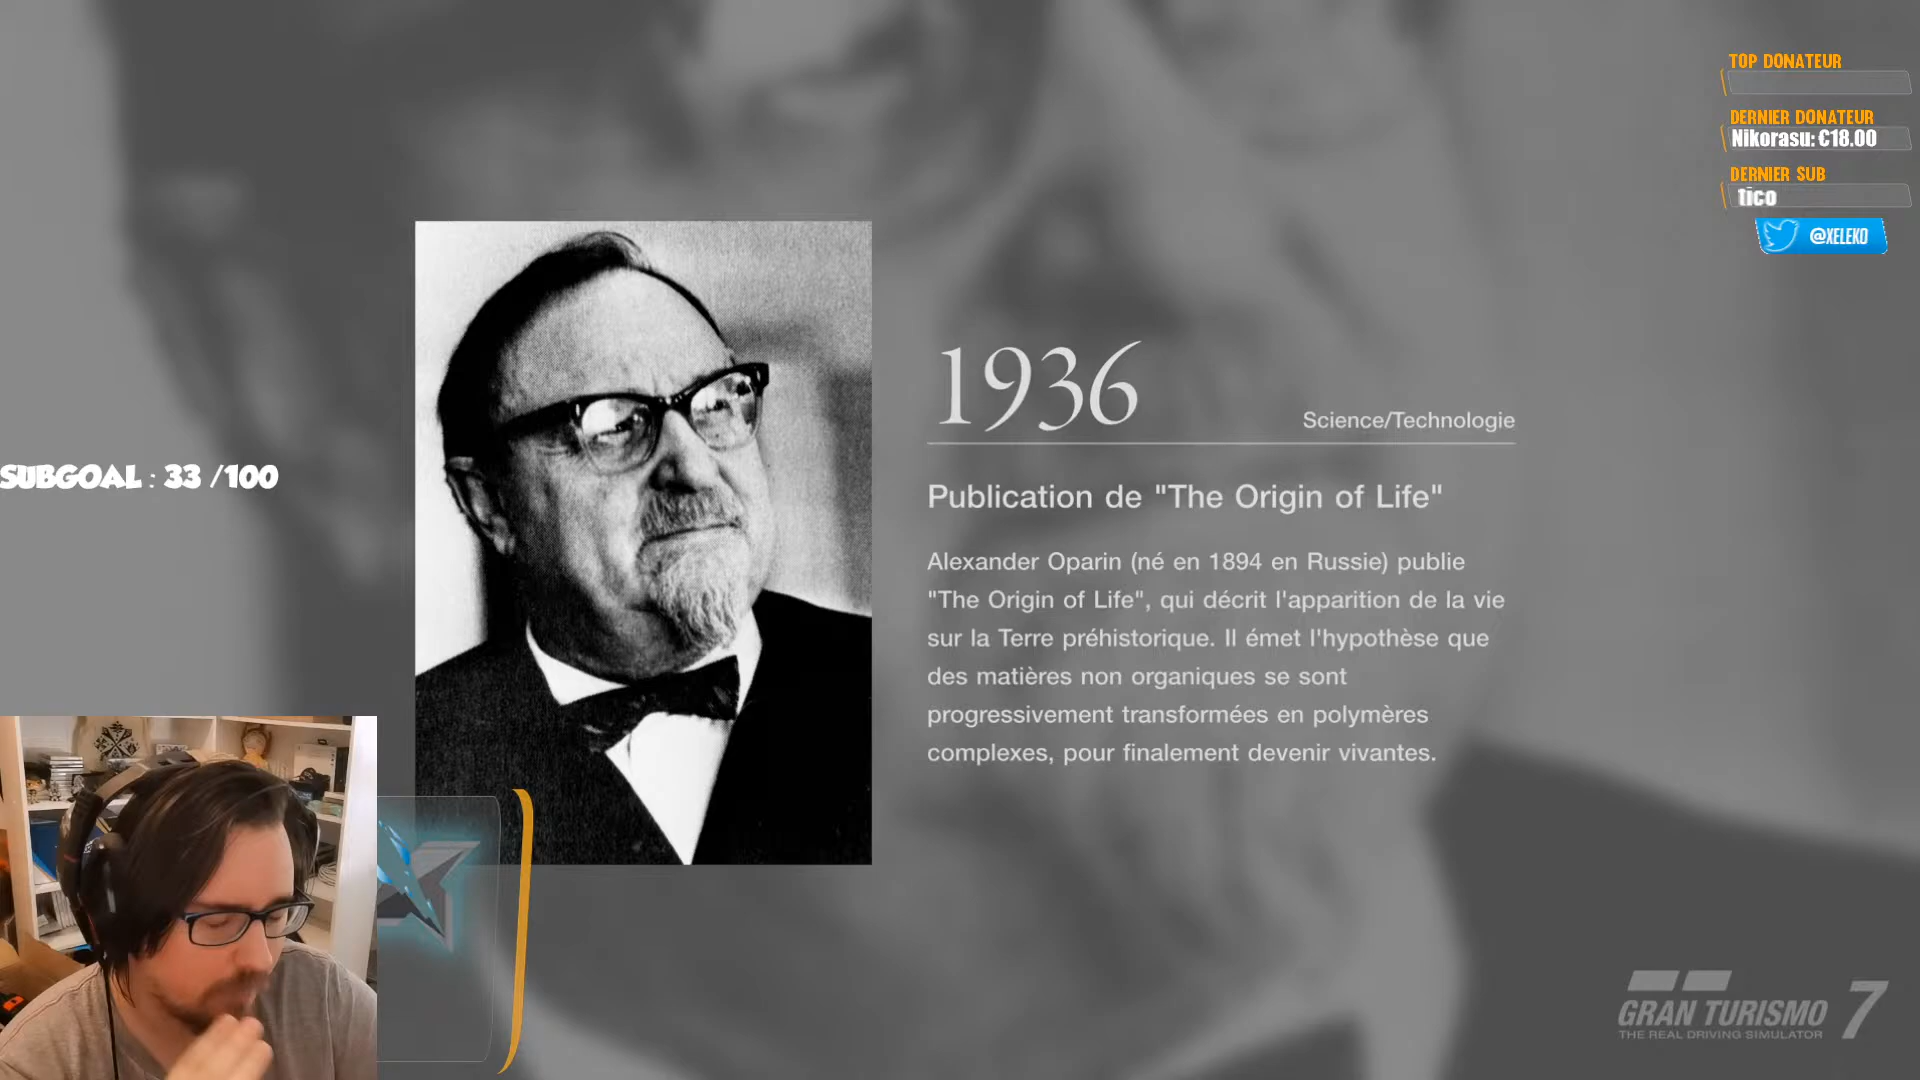 TOP DONATEUR
DERNIER DONATEUR
Nikorasu: €18.00
DERNIER SUB
tico
@XELEKO
1936
Science/Technologie
SUBGOAL : 33 /100
Publication de "The Origin of Life"
Alexander Oparin (né en 1894 en Russie) publie
"The Origin of Life", qui décrit l'apparition de la vie
sur la Terre préhistorique. Il émet l'hypothèse que
des matières non organiques se sont
progressivement transformées en polymères
complexes, pour finalement devenir vivantes.
GRAN TURISMO 7
THE REAL DRIVING SIMULATOR